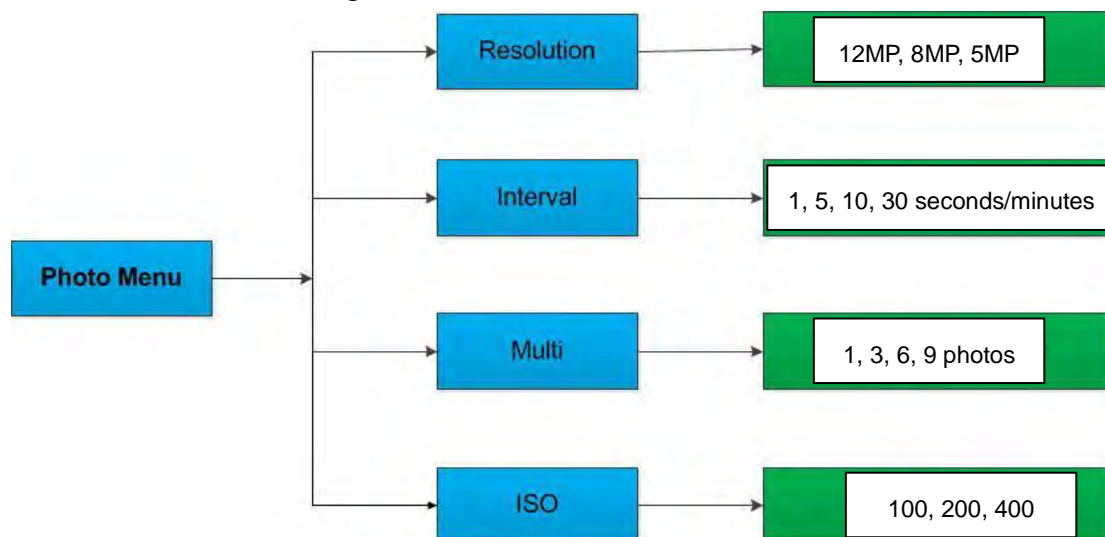 Resolution
12MP, 8MP, 5MP
Interval
1, 5, 10, 30 seconds/minutes
Photo Menu
Multi
1, 3, 6, 9 photos
ISO
100, 200, 400